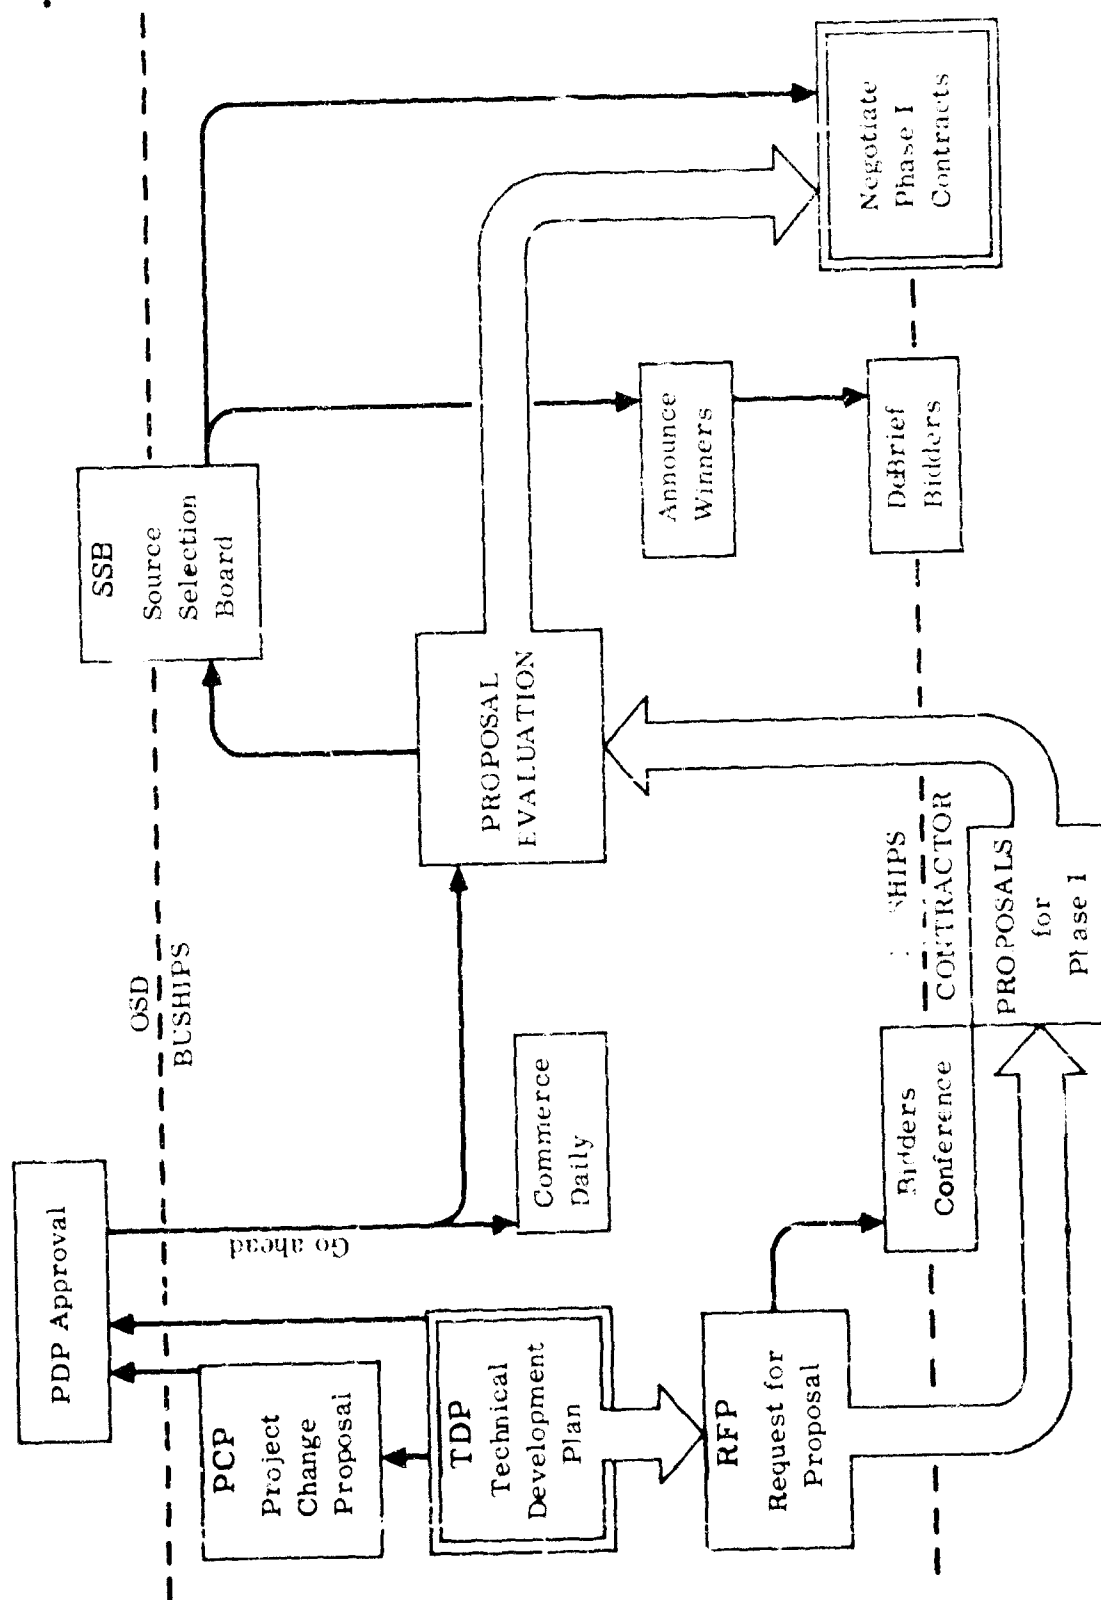 PDP Approval
OSD
BUSHIPS
PCP
Project
Change
Proposal
Go ahead
SSB
Source
Selection
Board
TDP
Technical
Development
Plan
Commerce
Daily
PROPOSAL
EVALUATION
Announce
Winners
RFP
Request for
Proposal
Bidders
Conference
SHIPS
CONTRACTOR
PROPOSALS
for
Phase I
DeBrief
Bidders
Negotiate
Phase I
Contracts